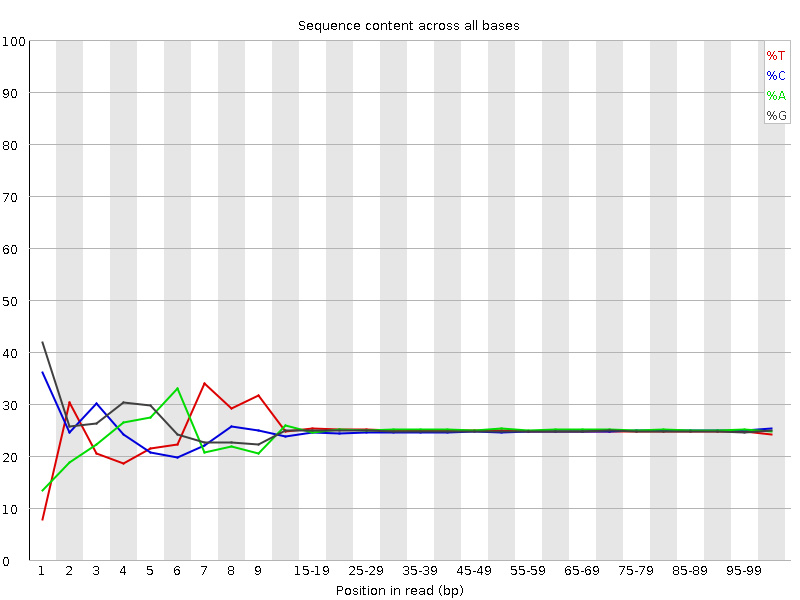 Sequence content across all bases
100
90
80
70
60
50
40
30
20
10
0
%T
%C
%A
%G
1 2 3 4 5 6 7 8 9 15-19 25-29 35-39 45-49 55-59 65-69 75-79 85-89 95-99
Position in read (bp)